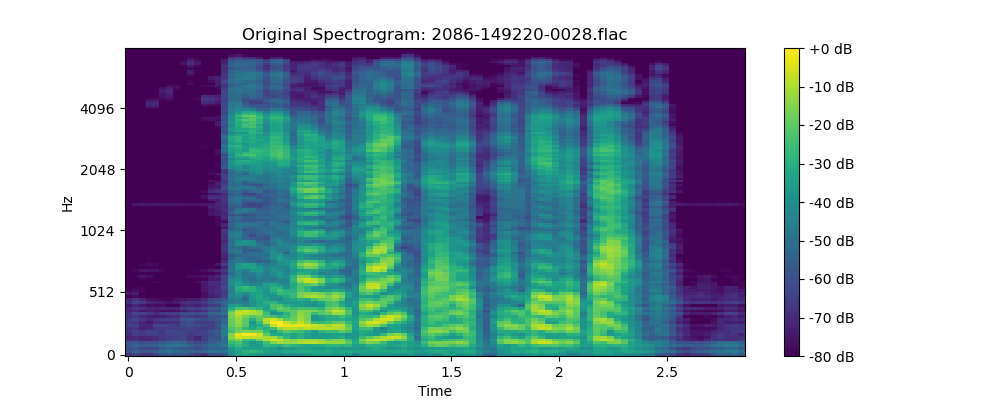 Original Spectrogram: 2086-149220-0028.flac
Hz
4096
2048
1024
512
0
0
0.5
1
1.5
2
2.5
Time
+0 dB
-10 dB
-20 dB
-30 dB
-40 dB
-50 dB
-60 dB
-70 dB
-80 dB